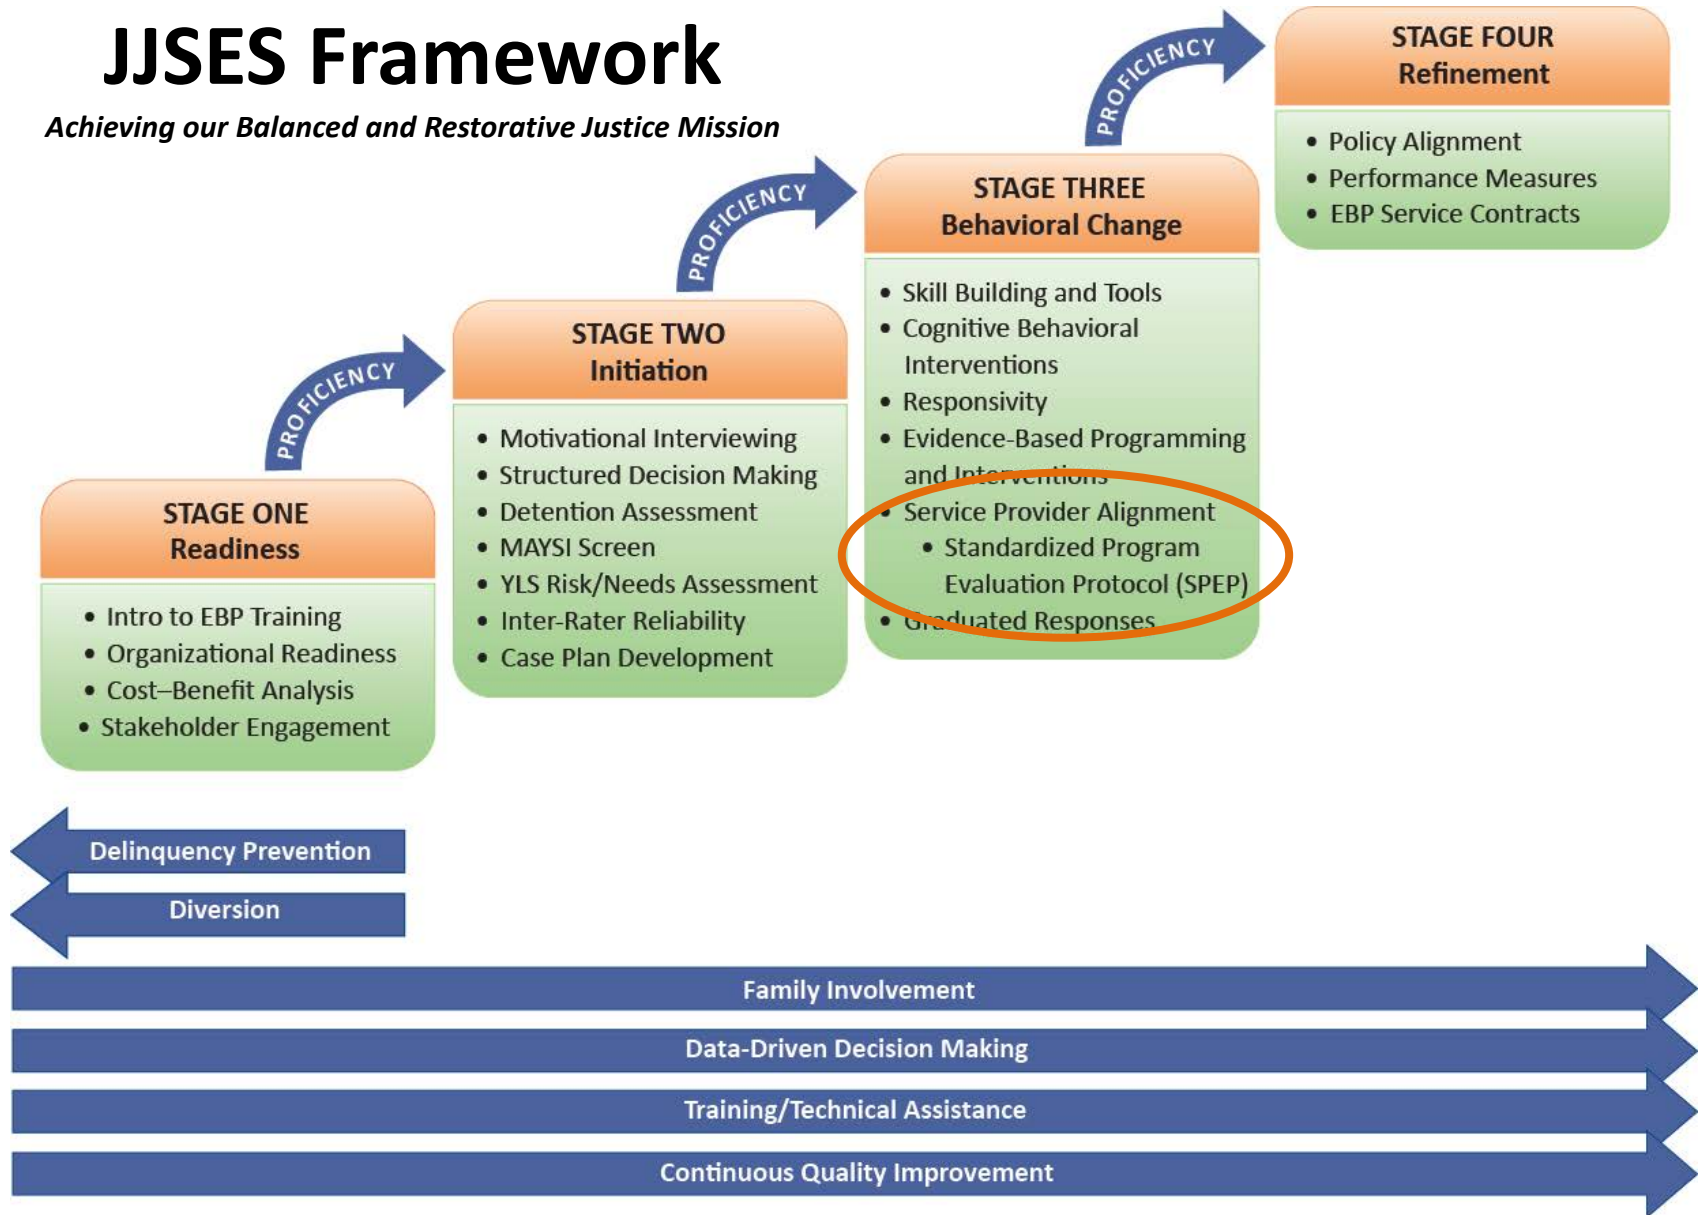 JJSES Framework
Achieving our Balanced and Restorative Justice Mission
STAGE ONE
Readiness
• Intro to EBP Training
• Organizational Readiness
• Cost–Benefit Analysis
• Stakeholder Engagement
PROFICIENCY
STAGE TWO
Initiation
• Motivational Interviewing
• Structured Decision Making
• Detention Assessment
• MAYSI Screen
• YLS Risk/Needs Assessment
• Inter-Rater Reliability
• Case Plan Development
PROFICIENCY
STAGE THREE
Behavioral Change
• Skill Building and Tools
• Cognitive Behavioral
Interventions
• Responsivity
• Evidence-Based Programming
and Interventions
• Service Provider Alignment
• Standardized Program
Evaluation Protocol (SPEP)
• Graduated Responses
PROFICIENCY
STAGE FOUR
Refinement
• Policy Alignment
• Performance Measures
• EBP Service Contracts
Delinquency Prevention
Diversion
Family Involvement
Data-Driven Decision Making
Training/Technical Assistance
Continuous Quality Improvement